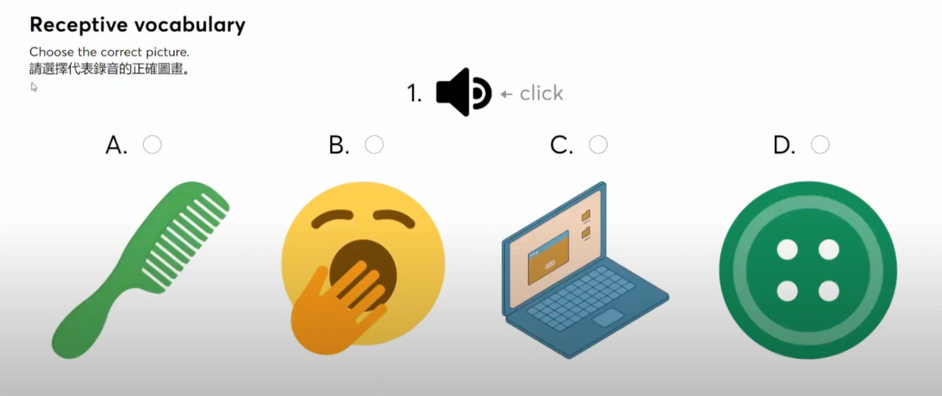 Receptive vocabulary
Choose the correct picture.
請選擇代表錄音的正確圖畫。
1. ← click
A. B. C. D.